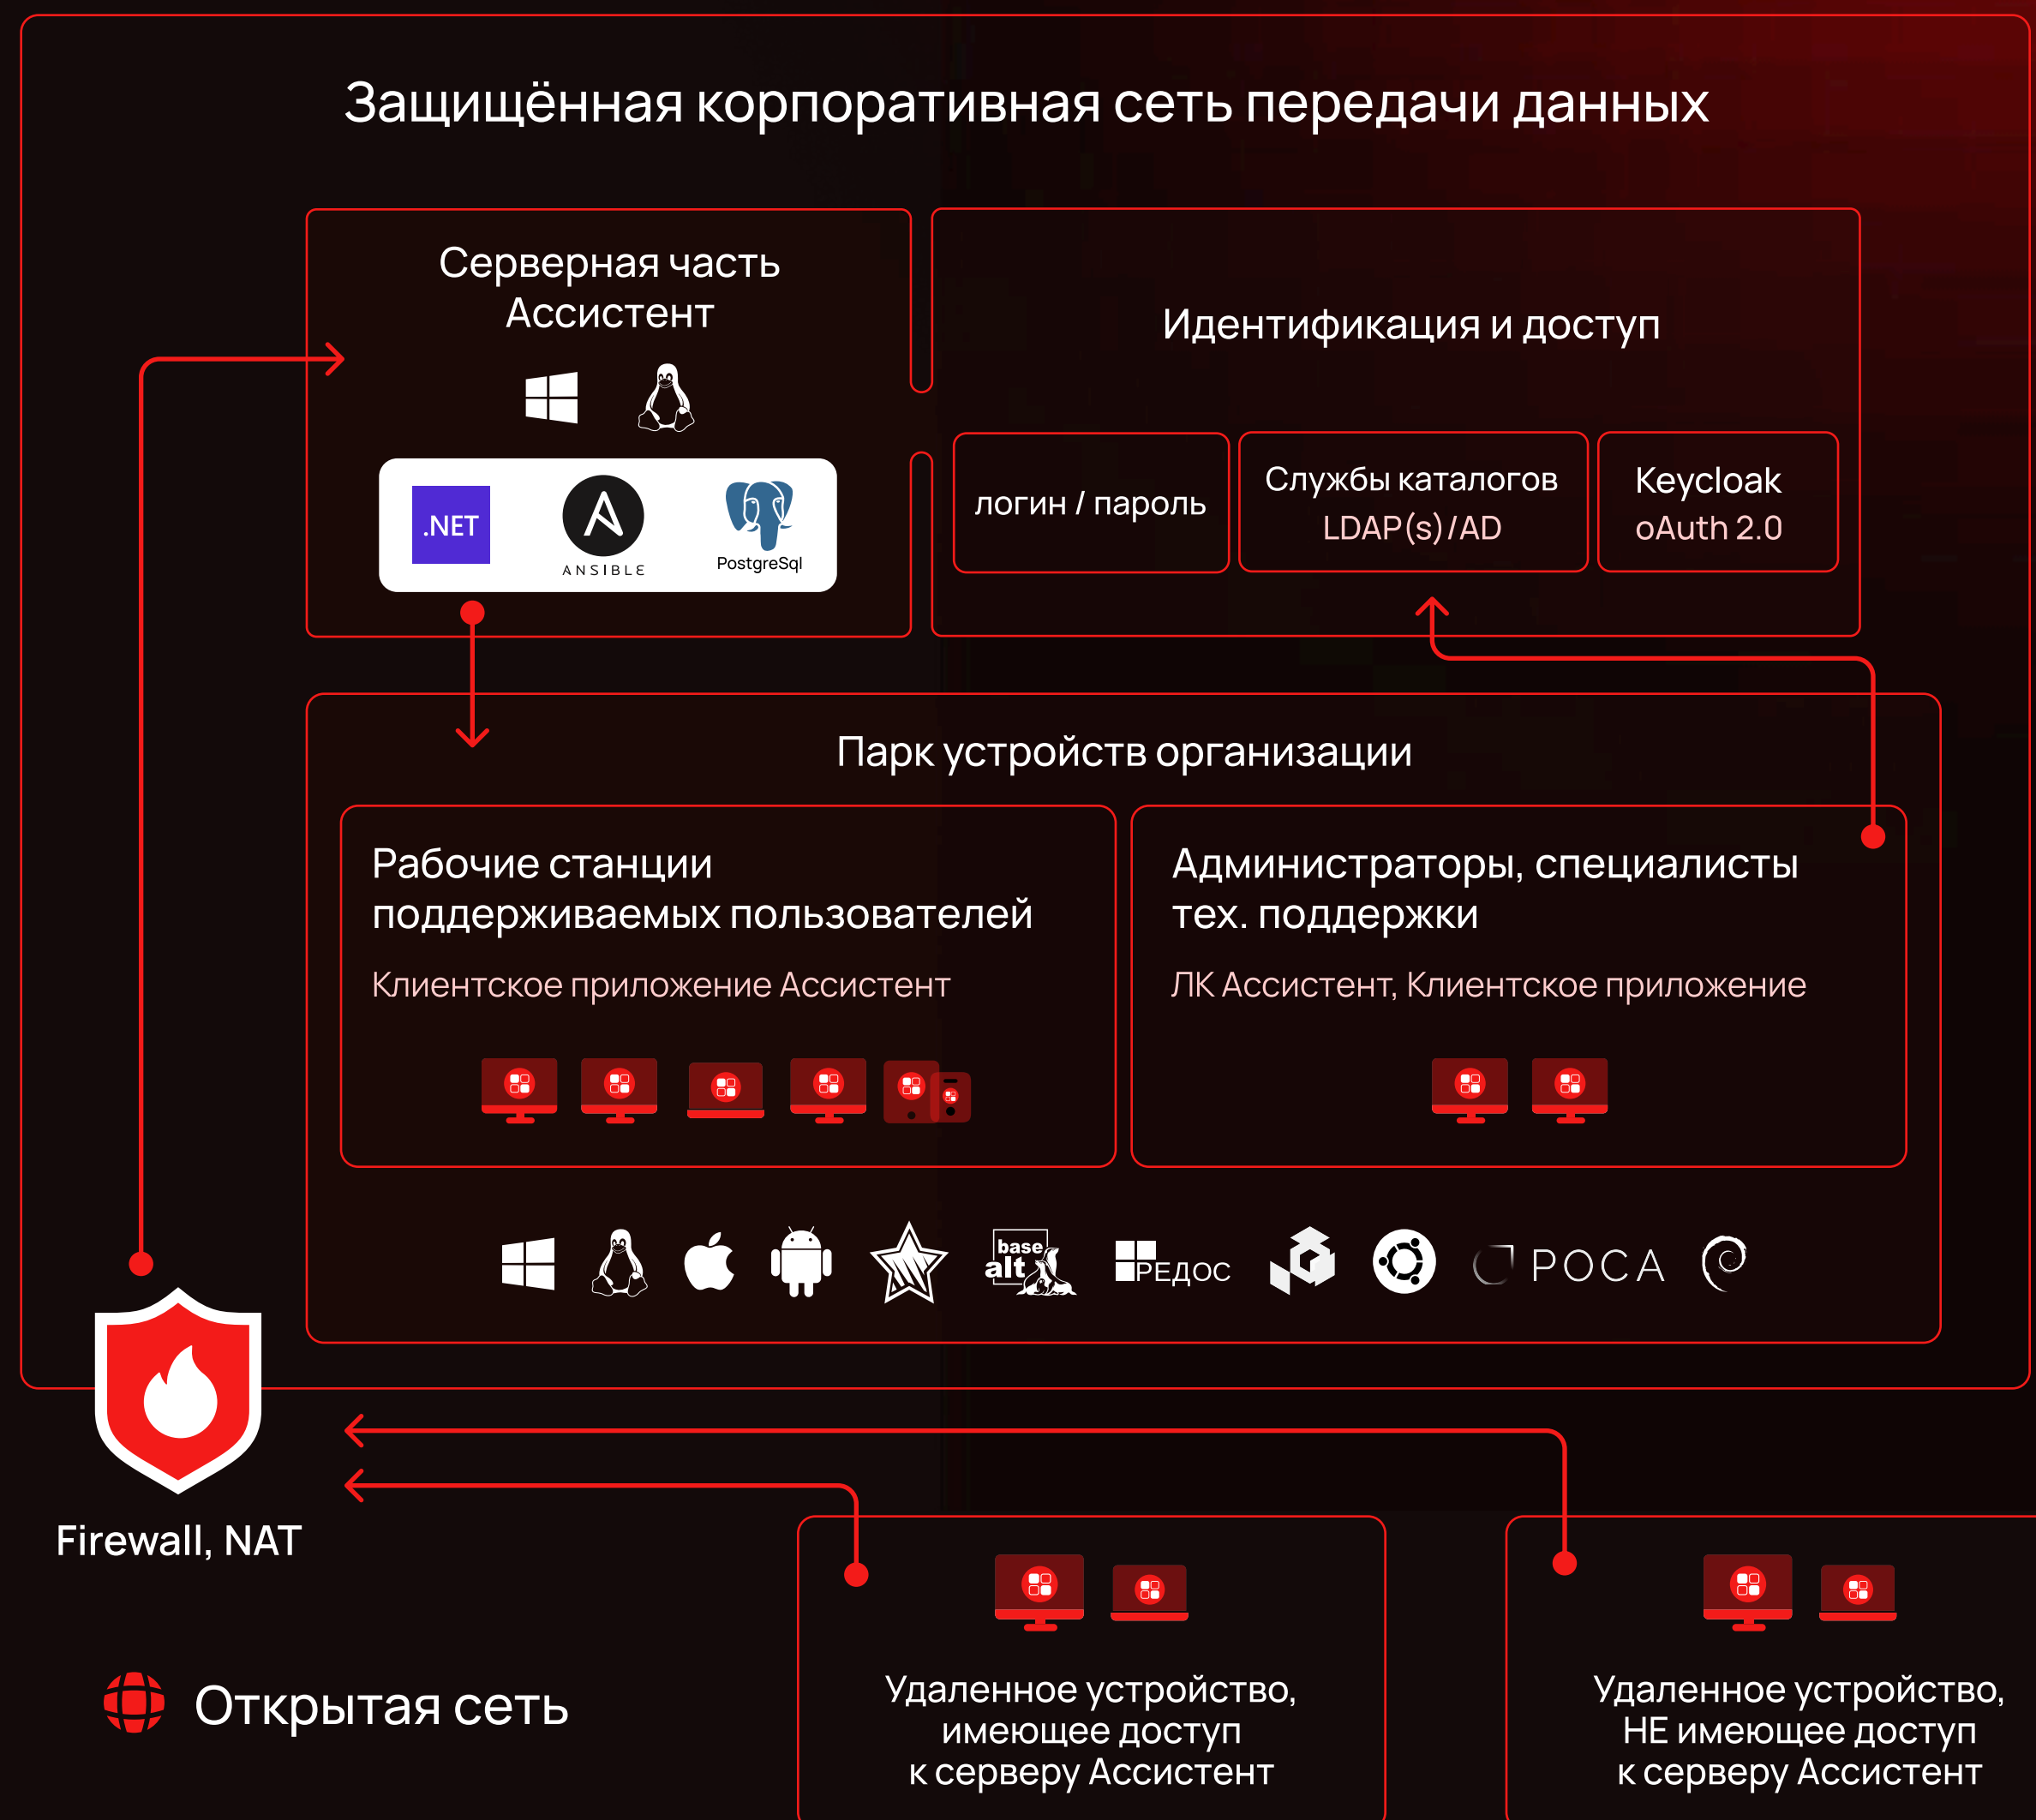 Защищённая корпоративная сеть передачи данных
Серверная часть
Ассистент
.NET
ANSIBLE
PostgreSql
Идентификация и доступ
логин / пароль
Службы каталогов
LDAP(s)/AD
Keycloak
oAuth 2.0
Парк устройств организации
Рабочие станции
поддерживаемых пользователей
Клиентское приложение Ассистент
Администраторы, специалисты
тех. поддержки
ЛК Ассистент, Клиентское приложение
base
alt
РЕДОС
РОСА
Firewall, NAT
Открытая сеть
Удаленное устройство,
имеющее доступ
к серверу Ассистент
Удаленное устройство,
НЕ имеющее доступ
к серверу Ассистент